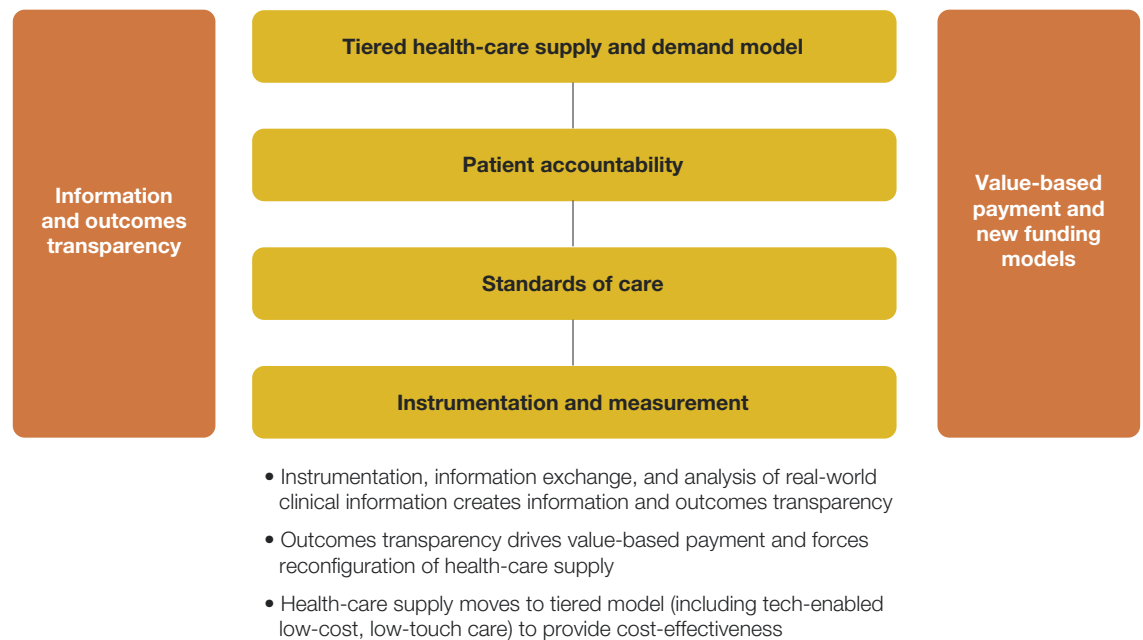 Information
and outcomes
transparency
Tiered health-care supply and demand model
Patient accountability
Standards of care
Instrumentation and measurement
Value-based
payment and
new funding
models
• Instrumentation, information exchange, and analysis of real-world
clinical information creates information and outcomes transparency
• Outcomes transparency drives value-based payment and forces
reconfiguration of health-care supply
• Health-care supply moves to tiered model (including tech-enabled
low-cost, low-touch care) to provide cost-effectiveness